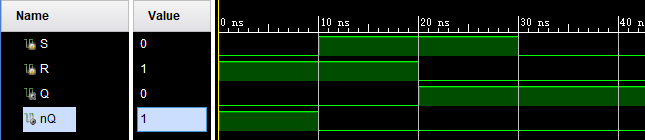 Name Value
0 ns 10 ns 20 ns 30 ns 40 n
S 0
R 1
Q 0
nQ 1